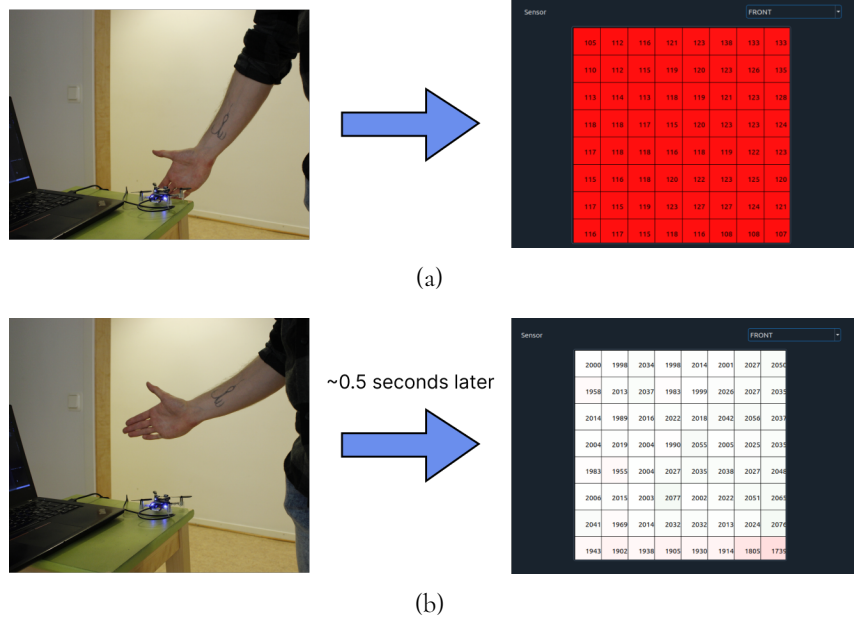 Sensor FRONT
105 112 116 121 123 138 133 133
110 112 115 119 120 123 126 135
113 114 113 118 119 121 123 128
118 118 117 115 120 123 123 124
117 118 118 116 118 119 122 123
115 116 118 120 122 123 125 120
117 115 119 123 127 127 124 121
116 117 115 118 116 108 108 107
(a)
Sensor FRONT
~0.5 seconds later
2000 1998 2034 1998 2014 2001 2027 2050
1958 2013 2037 1983 1999 2026 2027 2035
2014 1989 2016 2022 2018 2042 2056 2037
2004 2019 2004 1990 2055 2005 2025 2035
1983 1955 2004 2027 2035 2038 2027 2048
2006 2015 2003 2077 2002 2022 2051 2065
2041 1969 2014 2032 2032 2013 2024 2076
1943 1902 1938 1905 1930 1914 1805 1739
(b)